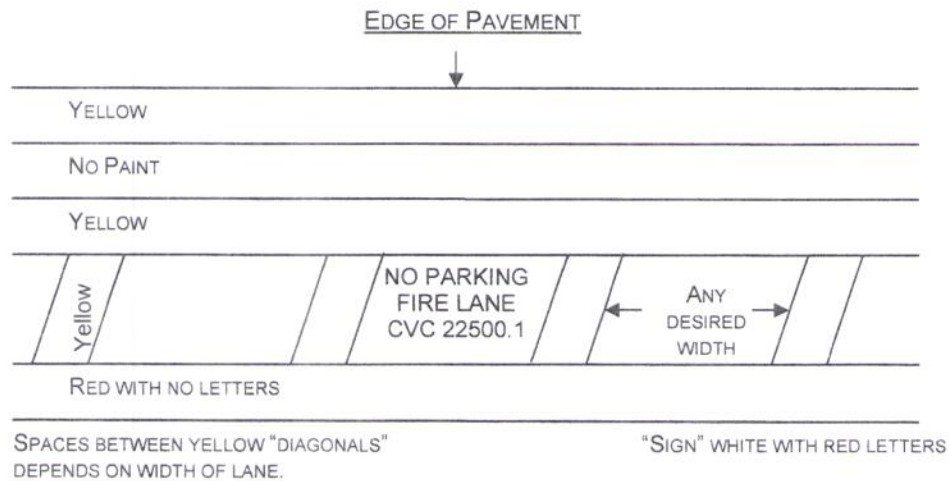 EDGE OF PAVEMENT
YELLOW
NO PAINT
YELLOW
Yellow
NO PARKING
FIRE LANE
CVC 22500.1
ANY
DESIRED
WIDTH
RED WITH NO LETTERS
SPACES BETWEEN YELLOW "DIAGONALS"
DEPENDS ON WIDTH OF LANE.
"SIGN" WHITE WITH RED LETTERS